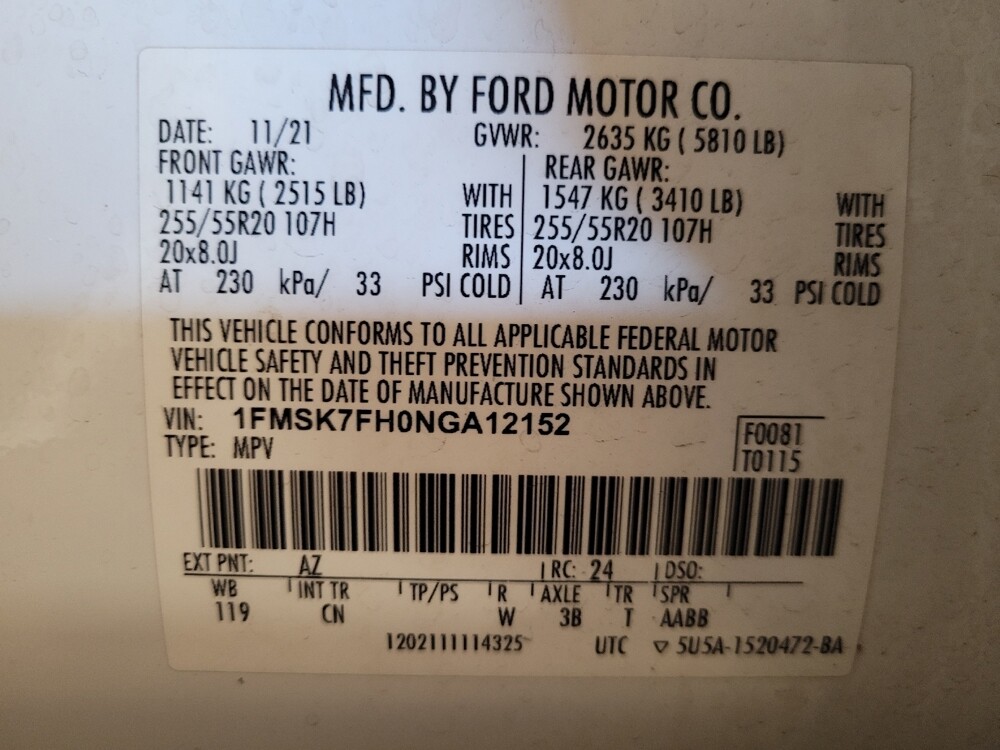 MFD. BY FORD MOTOR CO.
DATE: 11/21 GVWR: 2635 KG ( 5810 LB)
FRONT GAWR: REAR GAWR:
1141 KG ( 2515 LB) WITH 1547 KG ( 3410 LB) WITH
255/55R20 107H TIRES 255/55R20 107H TIRES
20x8.0J RIMS 20x8.0J RIMS
AT 230 kPa/ 33 PSI COLD AT 230 kPa/ 33 PSI COLD
THIS VEHICLE CONFORMS TO ALL APPLICABLE FEDERAL MOTOR
VEHICLE SAFETY AND THEFT PREVENTION STANDARDS IN
EFFECT ON THE DATE OF MANUFACTURE SHOWN ABOVE.
VIN: 1FMSK7FH0NGA12152
F0081
TYPE: MPV
T0115
EXT PNT: AZ RC: 24 DSO:
WB INT TR TP/PS R AXLE TR SPR
119 CN W 3B T AABB
1202111114325 UTC ▽ 5U5A-1520472-BA